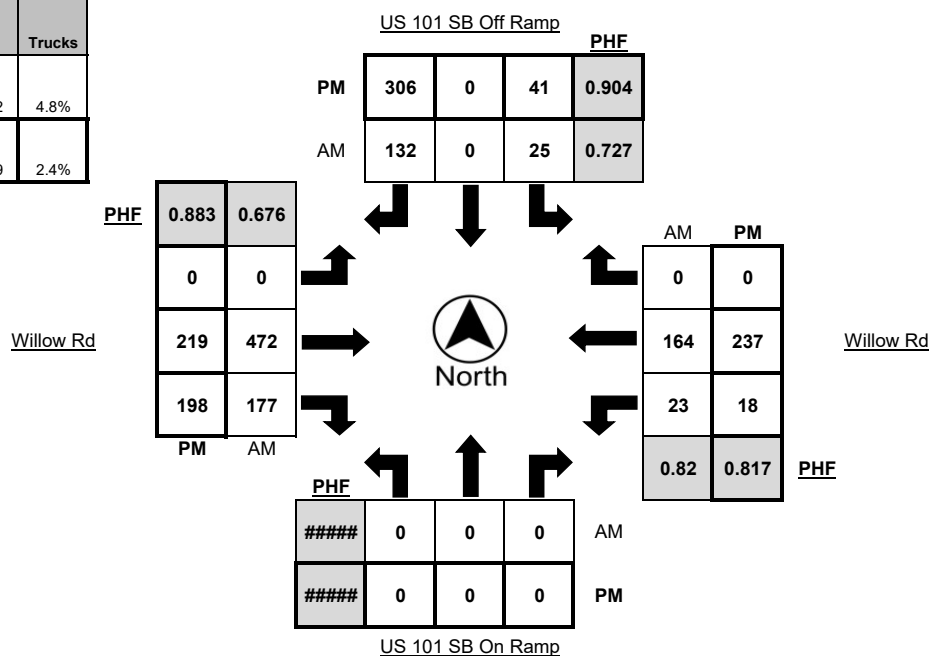 US 101 SB Off Ramp
PHF
Trucks
PM 306 0 41 0.904
2 4.8%
AM 132 0 25 0.727
9 2.4%
PHF 0.883 0.676
AM PM
0 0
0 0
Willow Rd 219 472
164 237 Willow Rd
North
198 177
23 18
PM AM
0.82 0.817 PHF
PHF
##### 0 0 0 AM
##### 0 0 0 PM
US 101 SB On Ramp